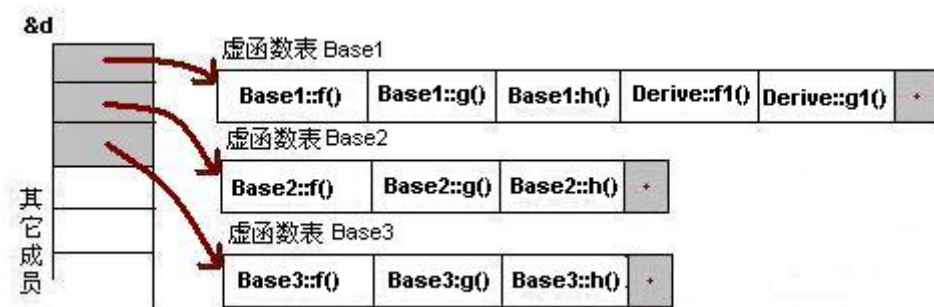 &d
虚函数表 Base1
Base1::f() Base1::g() Base1:h() Derive::f1() Derive::g1()
虚函数表 Base2
Base2::f() Base2::g() Base2::h()
虚函数表 Base3
Base3::f() Base3:g() Base3::h()
其它成员